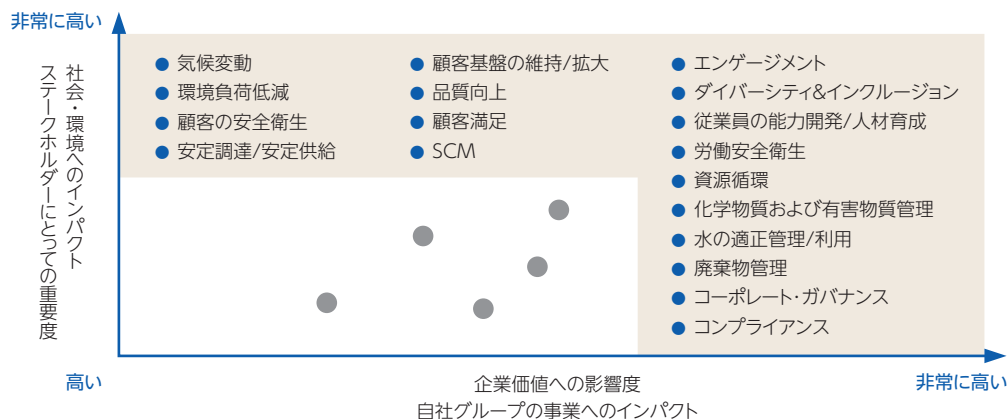 非常に高い
社会・環境へのインパクト
ステークホルダーにとっての重要度
気候変動
環境負荷低減
顧客の安全衛生
安定調達/安定供給
顧客基盤の維持/拡大
品質向上
顧客満足
SCM
エンゲージメント
ダイバーシティ&インクルージョン
従業員の能力開発/人材育成
労働安全衛生
資源循環
化学物質および有害物質管理
水の適正管理/利用
廃棄物管理
コーポレート・ガバナンス
コンプライアンス
高い
企業価値への影響度
自社グループの事業へのインパクト
非常に高い